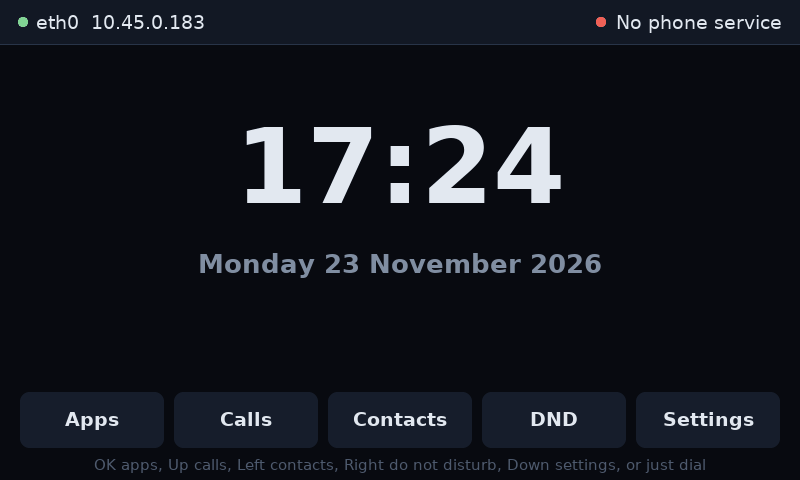 eth0 10.45.0.183 No phone service
17:24
Monday 23 November 2026
Apps Calls Contacts DND Settings
OK apps, Up calls, Left contacts, Right do not disturb, Down settings, or just dial